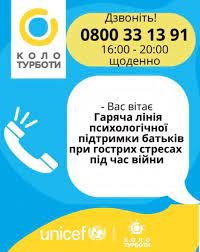 Дзвоніть!
0800 33 13 91
16:00 - 20:00
щоденно
КОЛО
ТУРБОТИ
- Вас вітає
Гаряча лінія
психологічної
підтримки батьків
при гострих стресах
під час війни
unicef
КОЛО
ТУРБОТИ